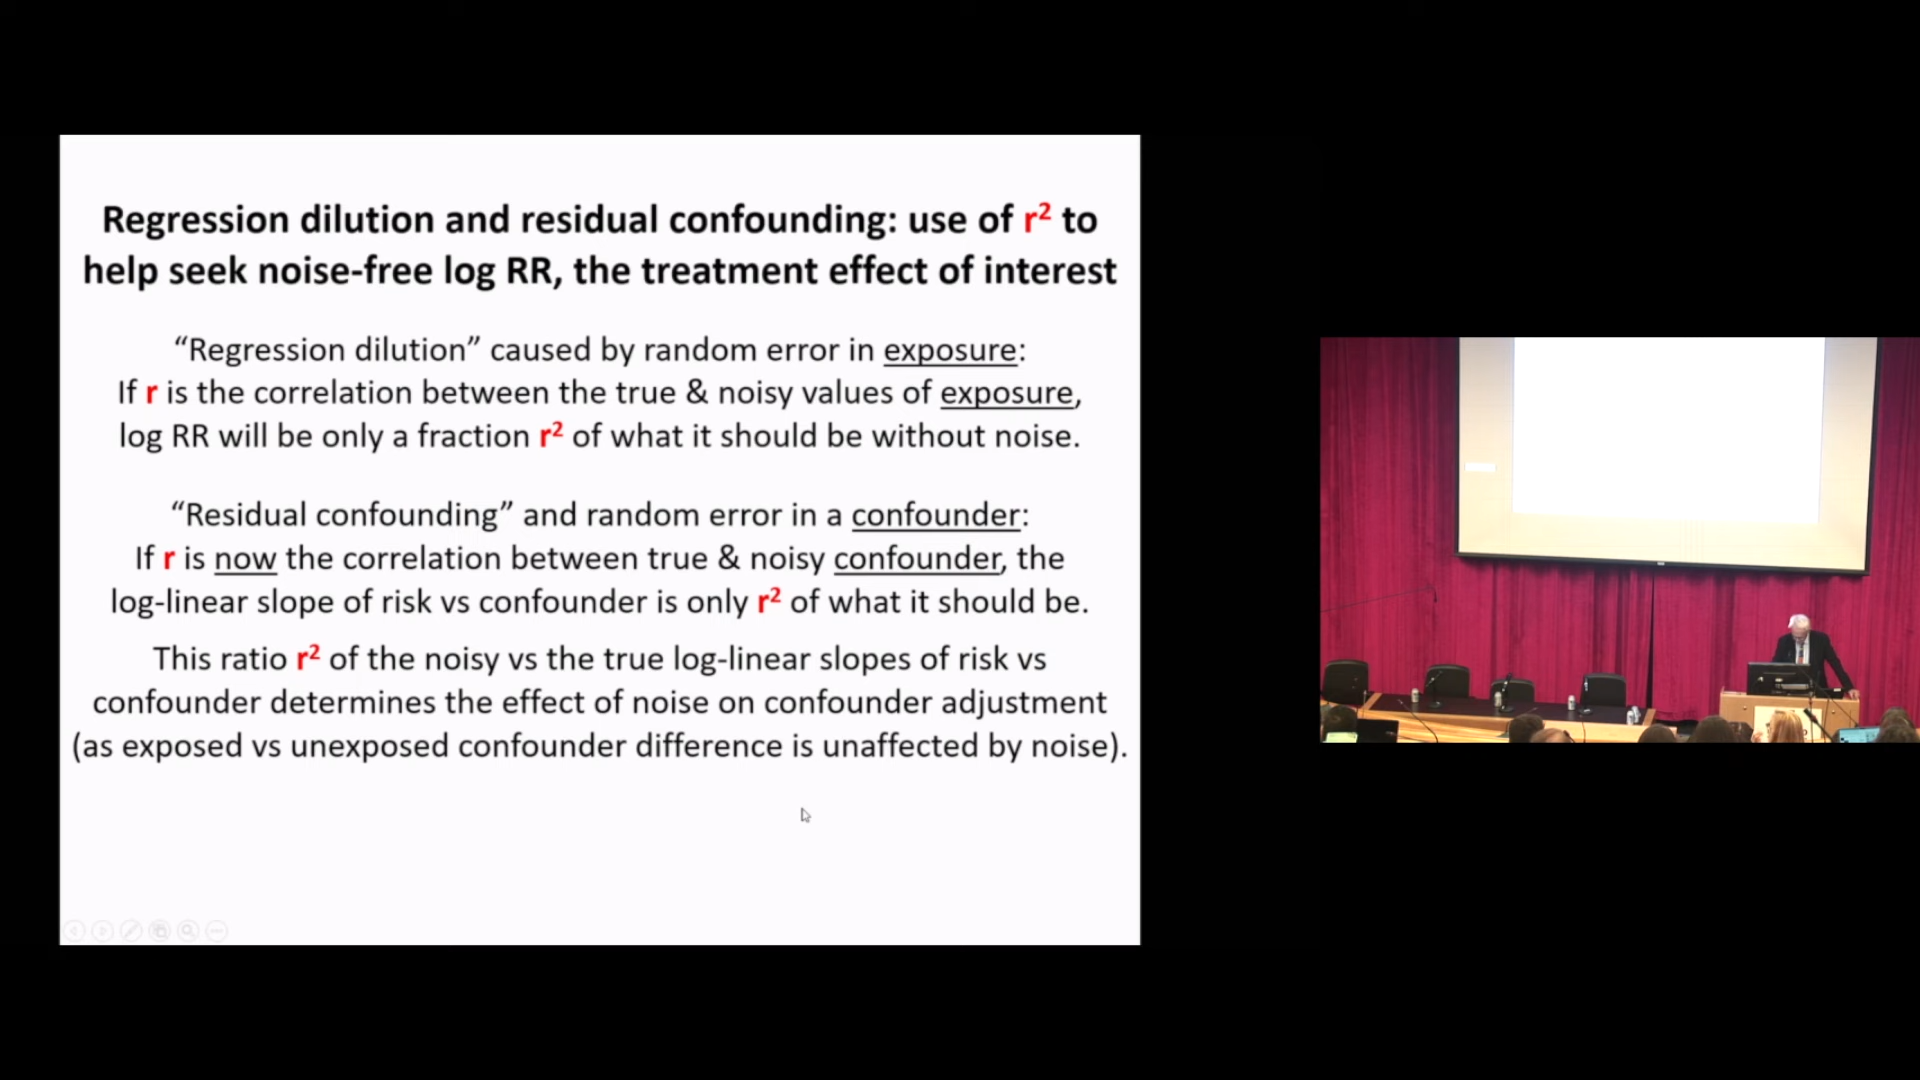 Regression dilution and residual confounding: use of r² to
help seek noise-free log RR, the treatment effect of interest
“Regression dilution” caused by random error in exposure:
If r is the correlation between the true & noisy values of exposure,
log RR will be only a fraction r² of what it should be without noise.
“Residual confounding” and random error in a confounder:
If r is now the correlation between true & noisy confounder, the
log-linear slope of risk vs confounder is only r² of what it should be.
This ratio r² of the noisy vs the true log-linear slopes of risk vs
confounder determines the effect of noise on confounder adjustment
(as exposed vs unexposed confounder difference is unaffected by noise).